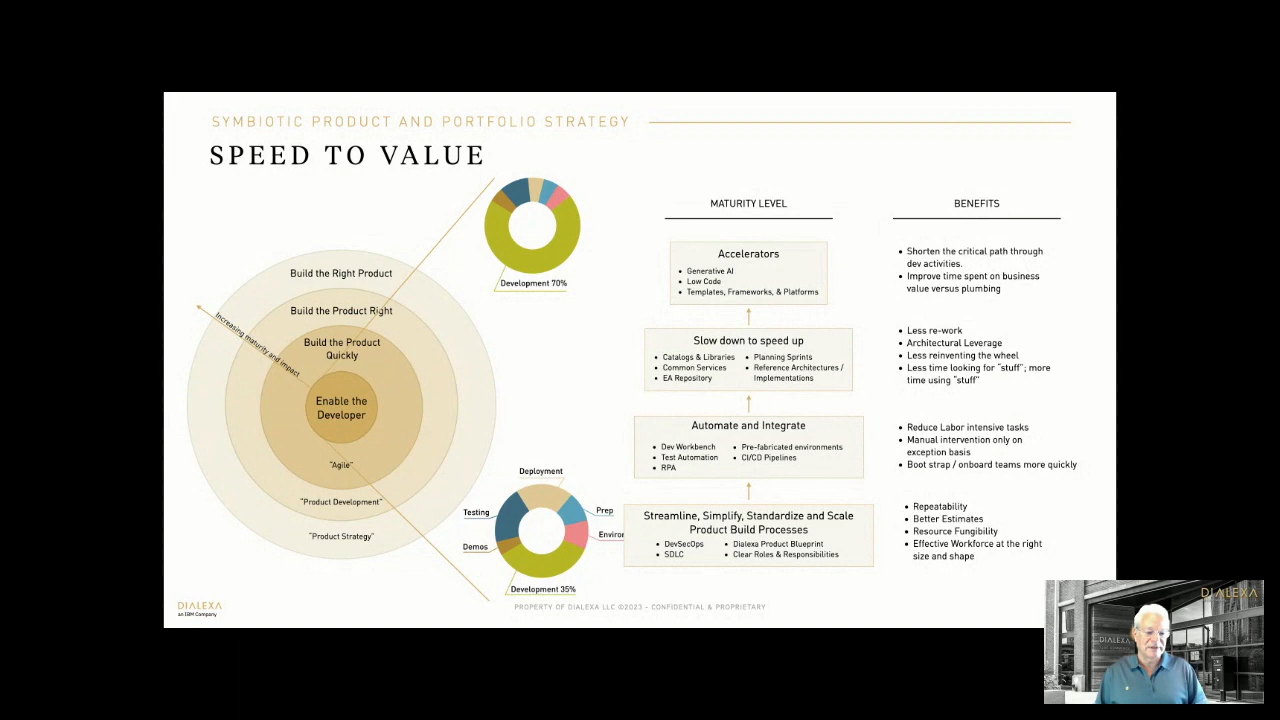 SYMBIOTIC PRODUCT AND PORTFOLIO STRATEGY
SPEED TO VALUE
Build the Right Product
Build the Product Right
Build the Product
Quickly
Enable the
Developer
"Agile"
"Product Development"
"Product Strategy"
Increasing maturity and impact
Development 70%
Deployment
Testing
Prep
Demos
Environ
Development 35%
MATURITY LEVEL
Accelerators
• Generative AI
• Low Code
• Templates, Frameworks, & Platforms
Slow down to speed up
• Catalogs & Libraries
• Common Services
• EA Repository
• Planning Sprints
• Reference Architectures /
Implementations
Automate and Integrate
• Dev Workbench
• Test Automation
• RPA
• Pre-fabricated environments
• CI/CD Pipelines
Streamline, Simplify, Standardize and Scale
Product Build Processes
• DevSecOps
• SDLC
• Dialexa Product Blueprint
• Clear Roles & Responsibilities
BENEFITS
• Shorten the critical path through
dev activities.
• Improve time spent on business
value versus plumbing
• Less re-work
• Architectural Leverage
• Less reinventing the wheel
• Less time looking for "stuff"; more
time using "stuff"
• Reduce Labor intensive tasks
• Manual intervention only on
exception basis
• Boot strap / onboard teams more quickly
• Repeatability
• Better Estimates
• Resource Fungibility
• Effective Workforce at the right
size and shape
DIALEXA
an IBM Company
PROPERTY OF DIALEXA LLC ©2023 - CONFIDENTIAL & PROPRIETARY
DIALEXA
DIALEXA